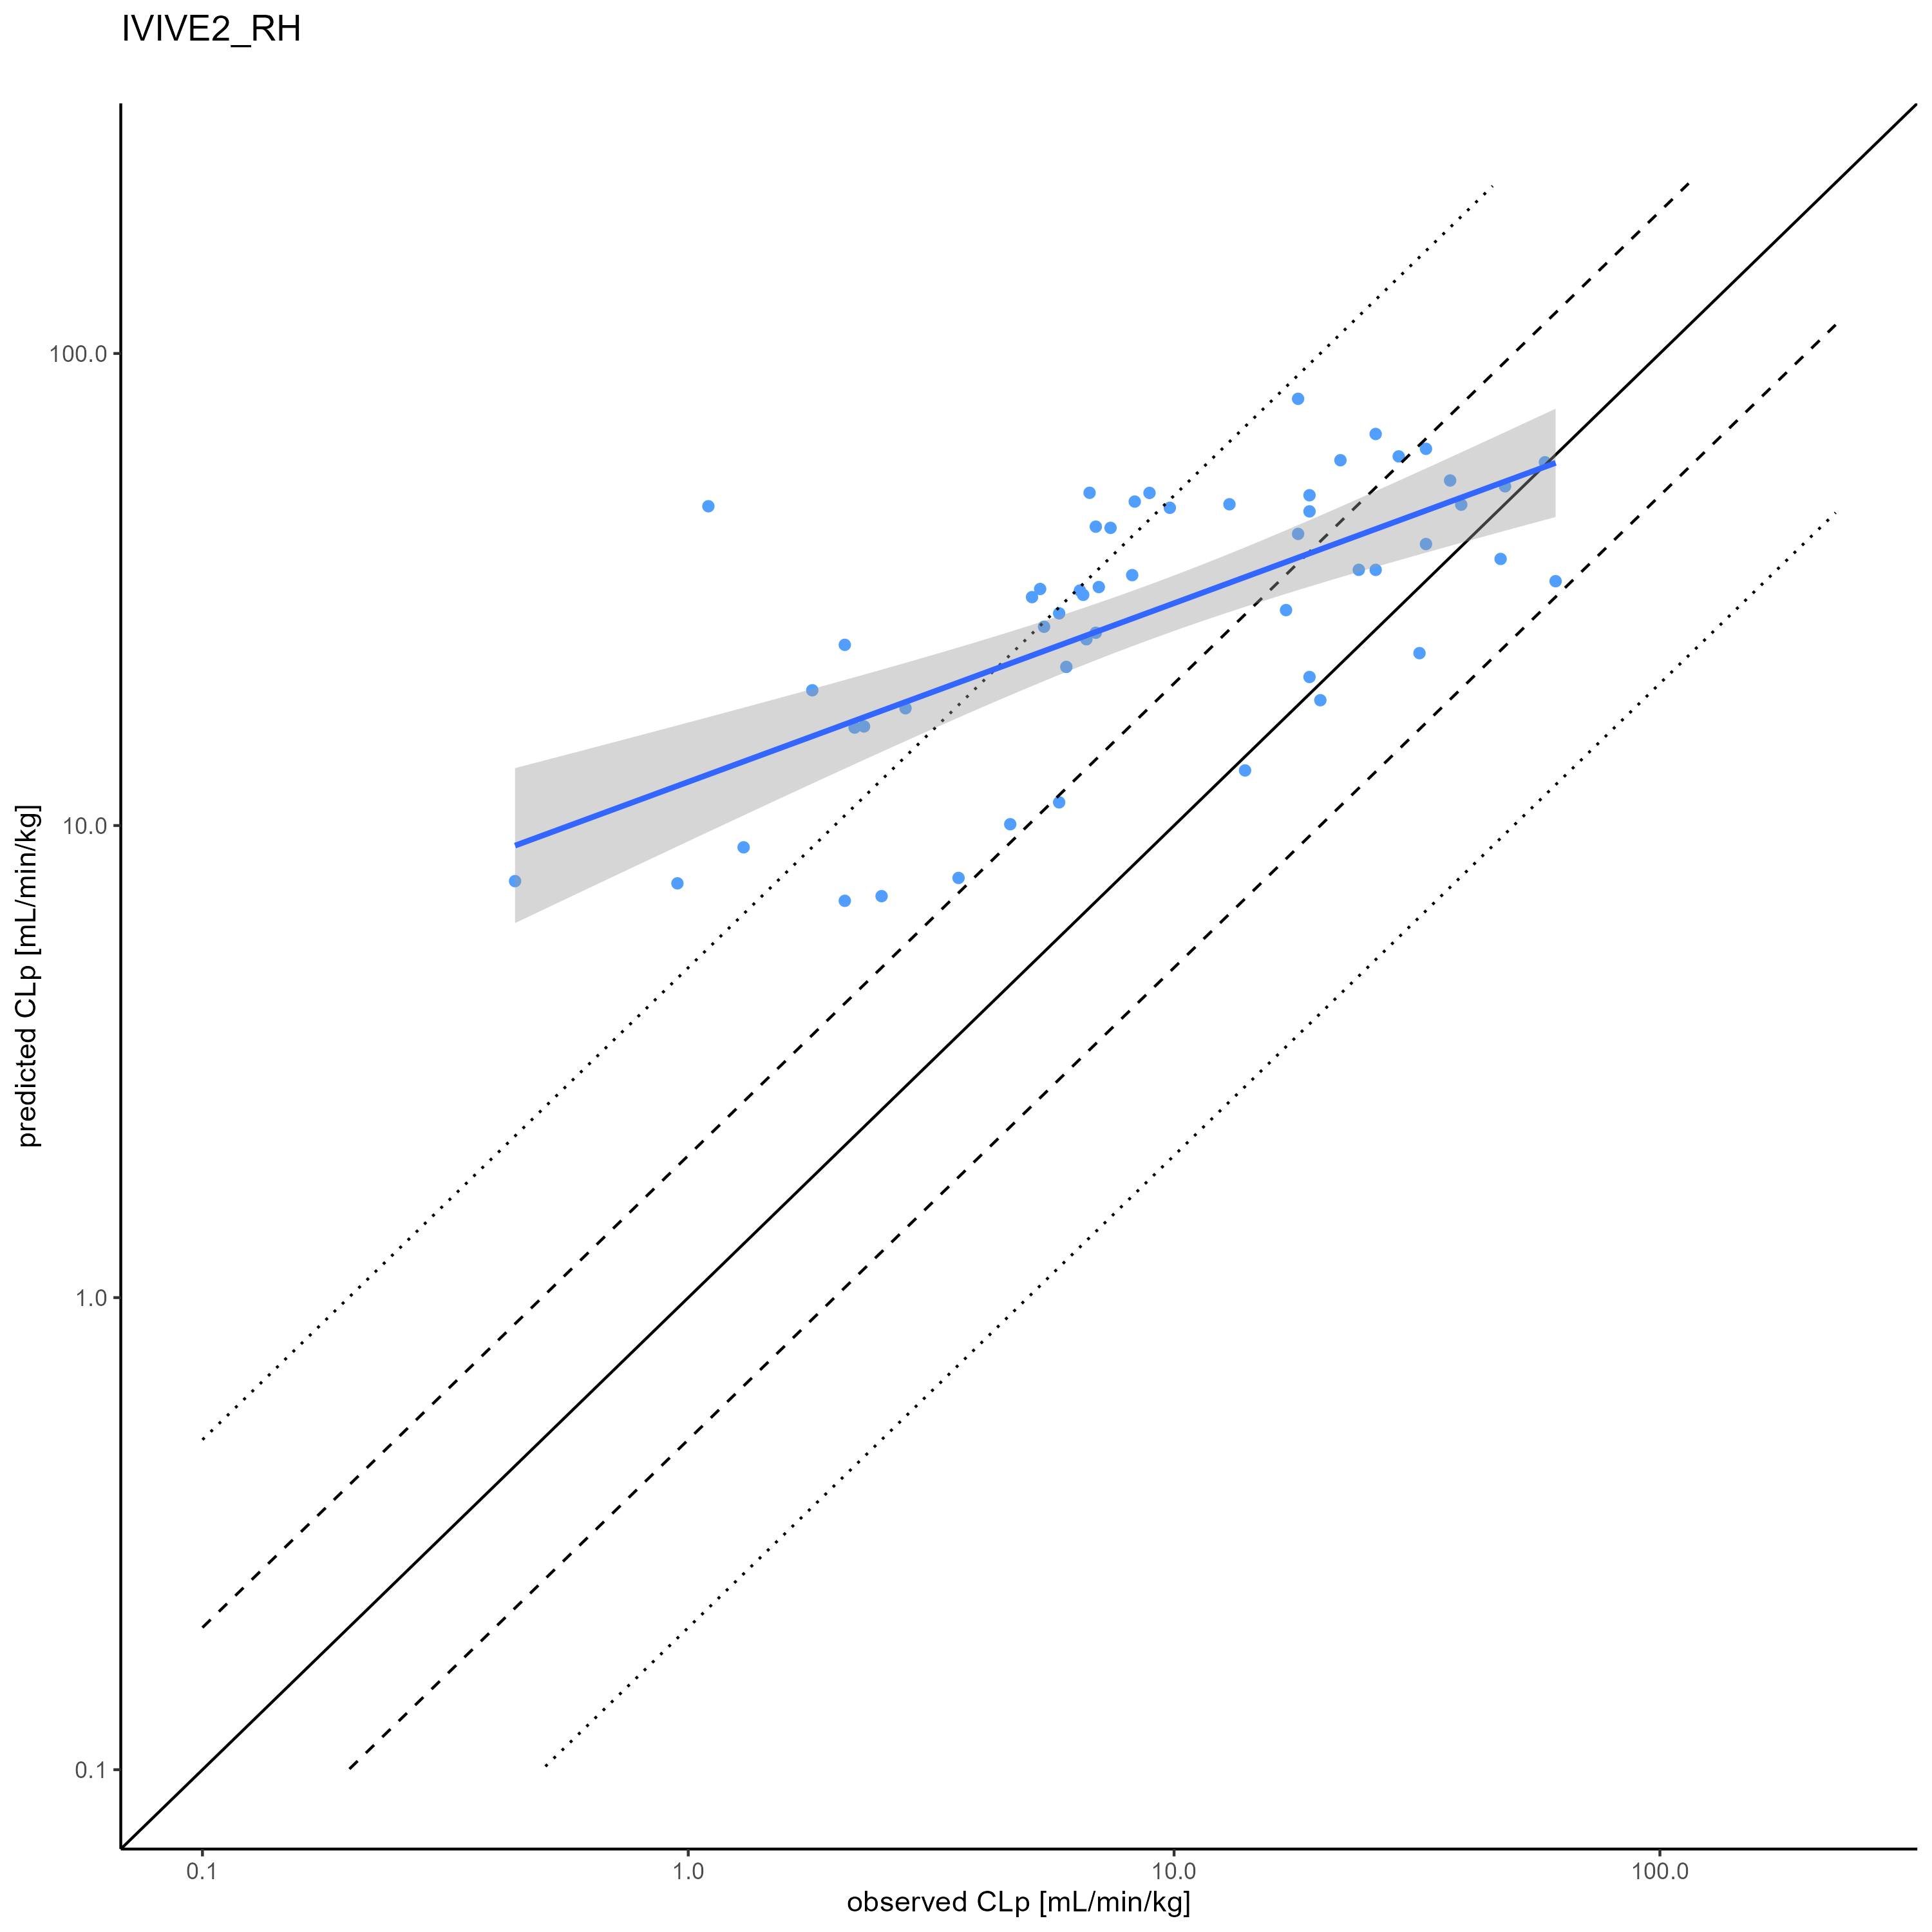 IVIVE2_RH
predicted CLp [mL/min/kg]
100.0
10.0
1.0
0.1
0.1 1.0 10.0 100.0
observed CLp [mL/min/kg]